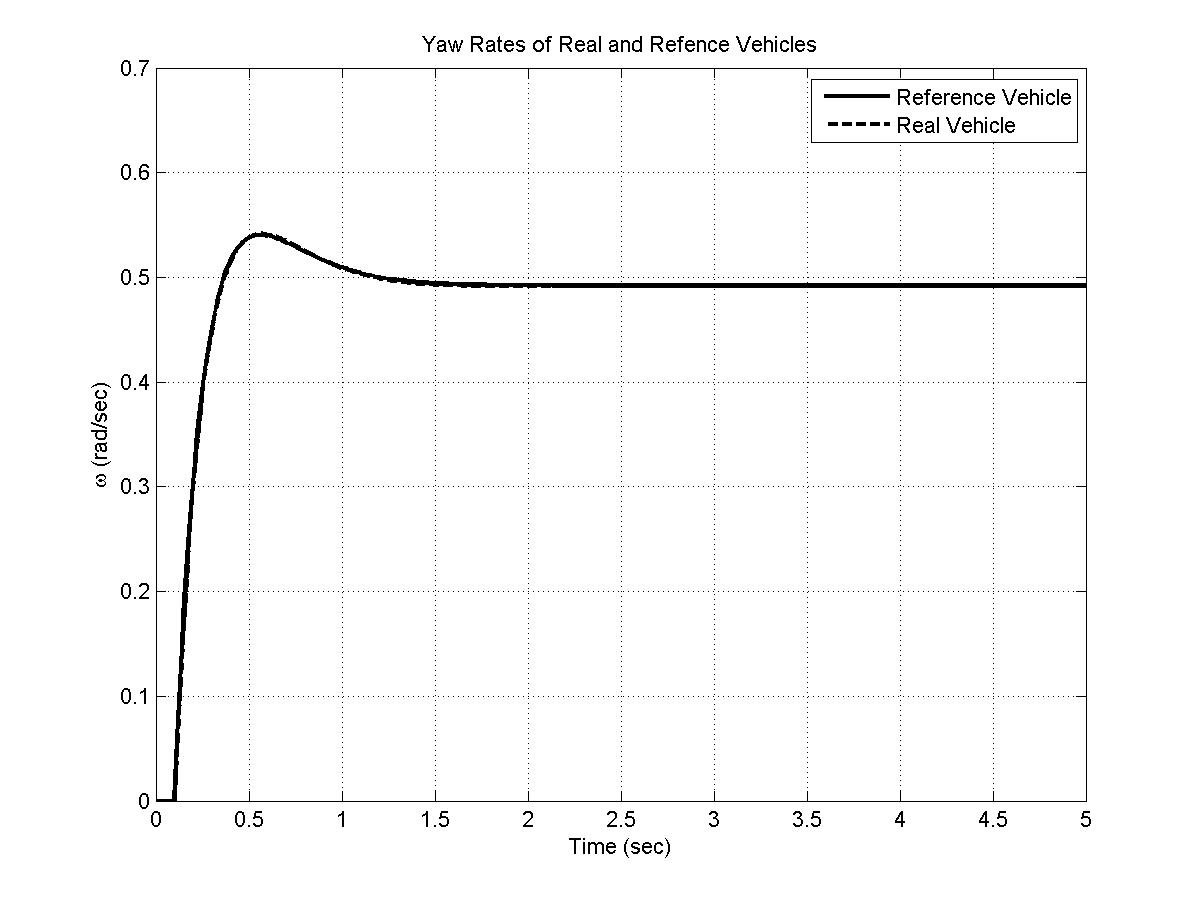 Yaw Rates of Real and Refence Vehicles
Reference Vehicle
Real Vehicle
0.7
0.6
0.5
0.4
0.3
0.2
0.1
0
ω (rad/sec)
0 0.5 1 1.5 2 2.5 3 3.5 4 4.5 5
Time (sec)